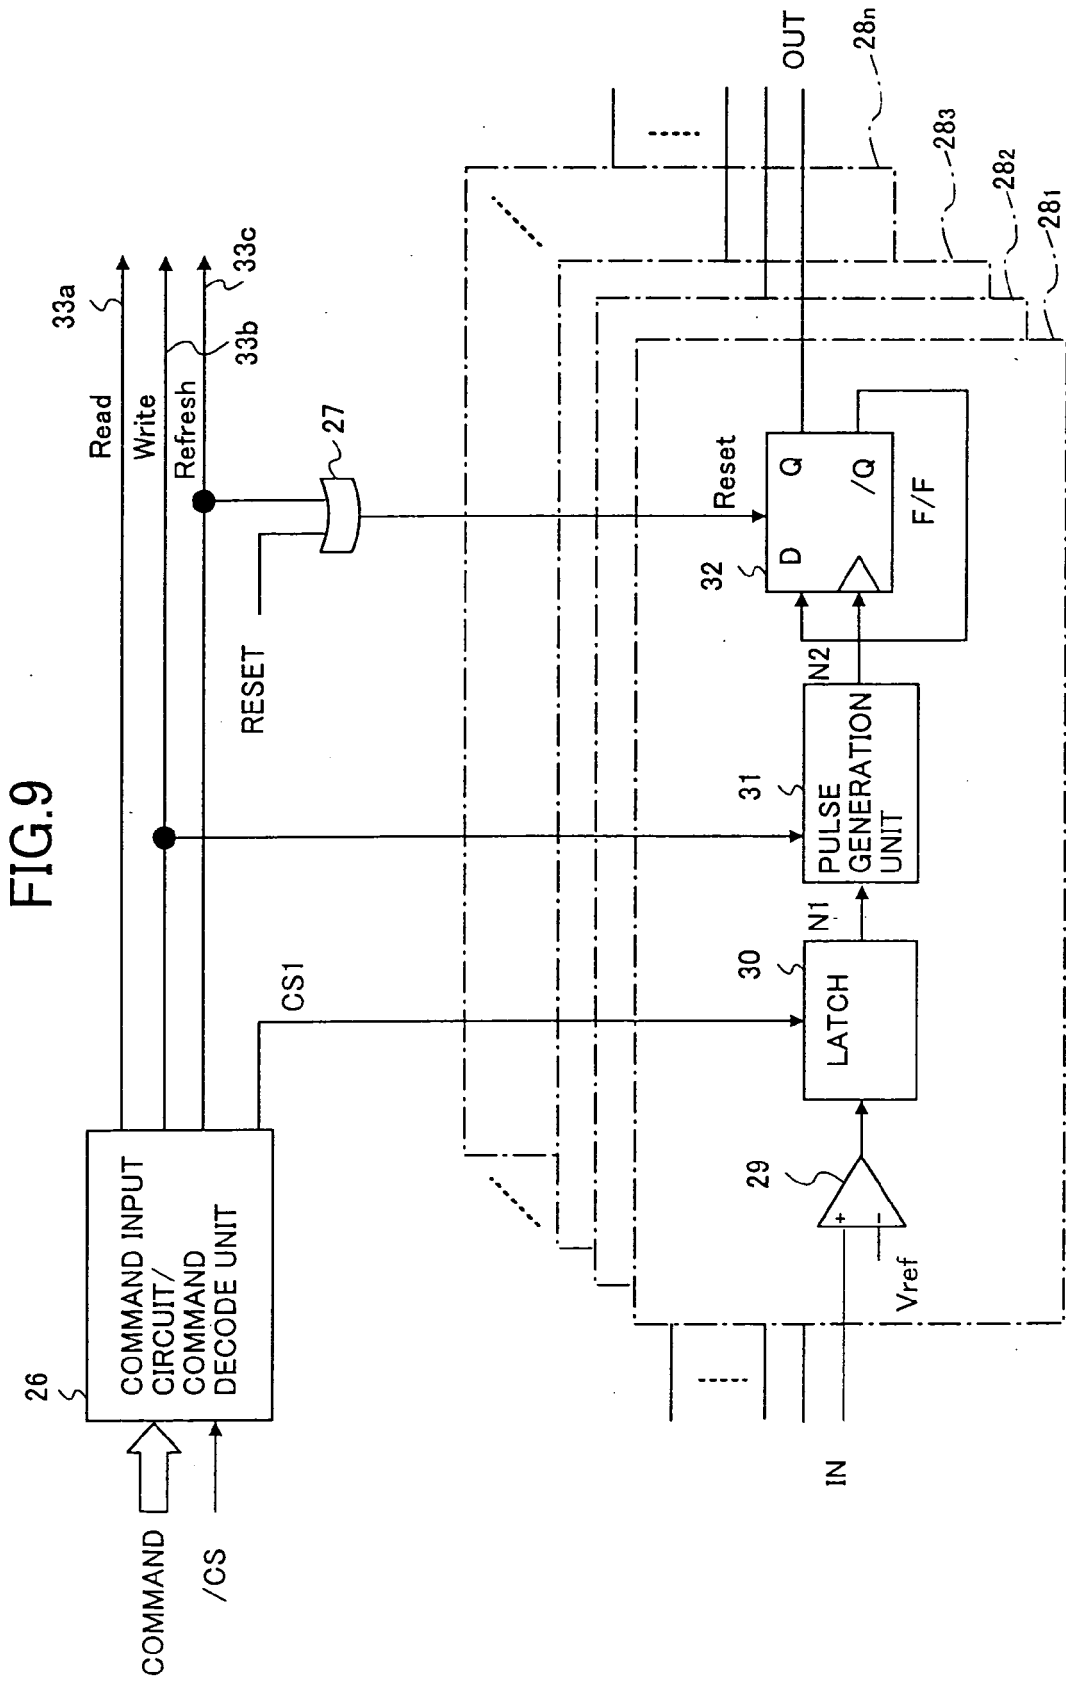 FIG.9
COMMAND
/CS
26
COMMAND INPUT
CIRCUIT/
COMMAND
DECODE UNIT
Read
Write
Refresh
33a
33b
33c
CS1
RESET
27
IN
Vref
+
−
29
LATCH
30
N1
PULSE
GENERATION
UNIT
31
N2
Reset
32
D
Q
/Q
F/F
OUT
281
282
283
28n